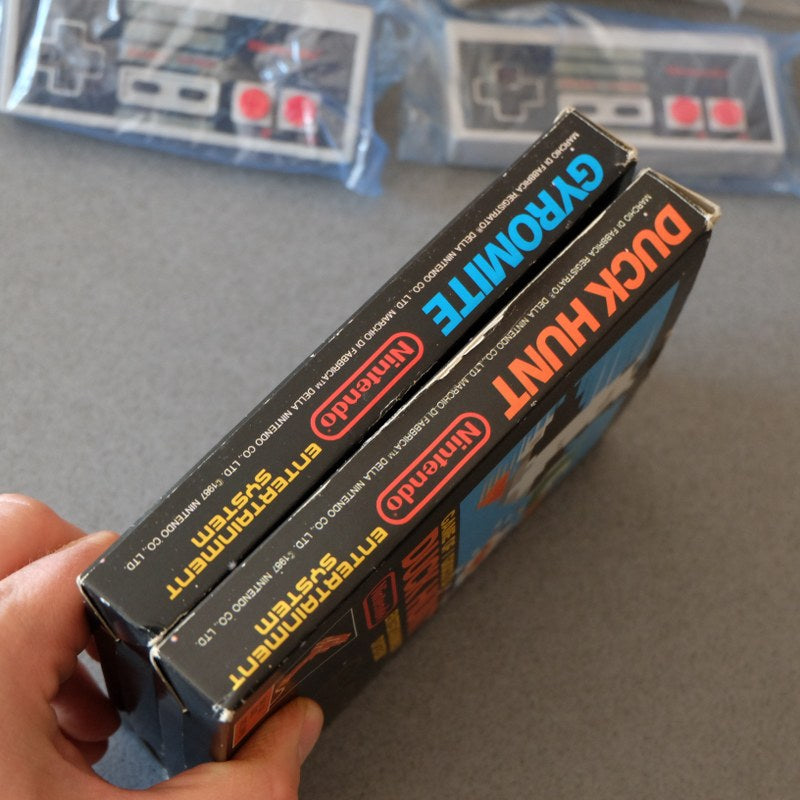 GYROMITE
MARCHIO DI FABBRICA REGISTRATO® DELLA NINTENDO CO., LTD. MARCHIO DI FABBRICA™ DELLA NINTENDO CO., LTD. ©1987 NINTENDO CO., LTD.
Nintendo®
ENTERTAINMENT
SYSTEM
DUCK HUNT
MARCHIO DI FABBRICA REGISTRATO® DELLA NINTENDO CO., LTD. MARCHIO DI FABBRICA™ DELLA NINTENDO CO., LTD. ©1987 NINTENDO CO., LTD.
Nintendo®
ENTERTAINMENT
SYSTEM